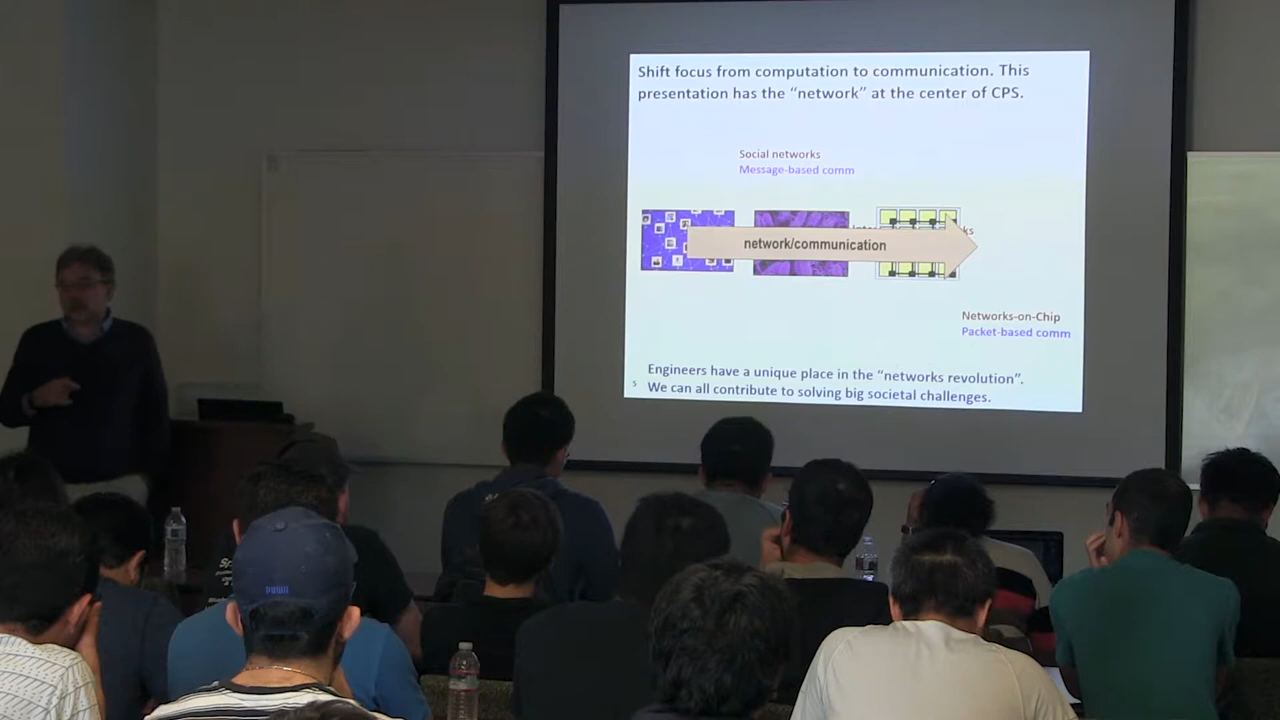 Shift focus from computation to communication. This
presentation has the “network” at the center of CPS.
Social networks
Message-based comm
network/communication
Networks-on-Chip
Packet-based comm
Engineers have a unique place in the “networks revolution”.
We can all contribute to solving big societal challenges.
5